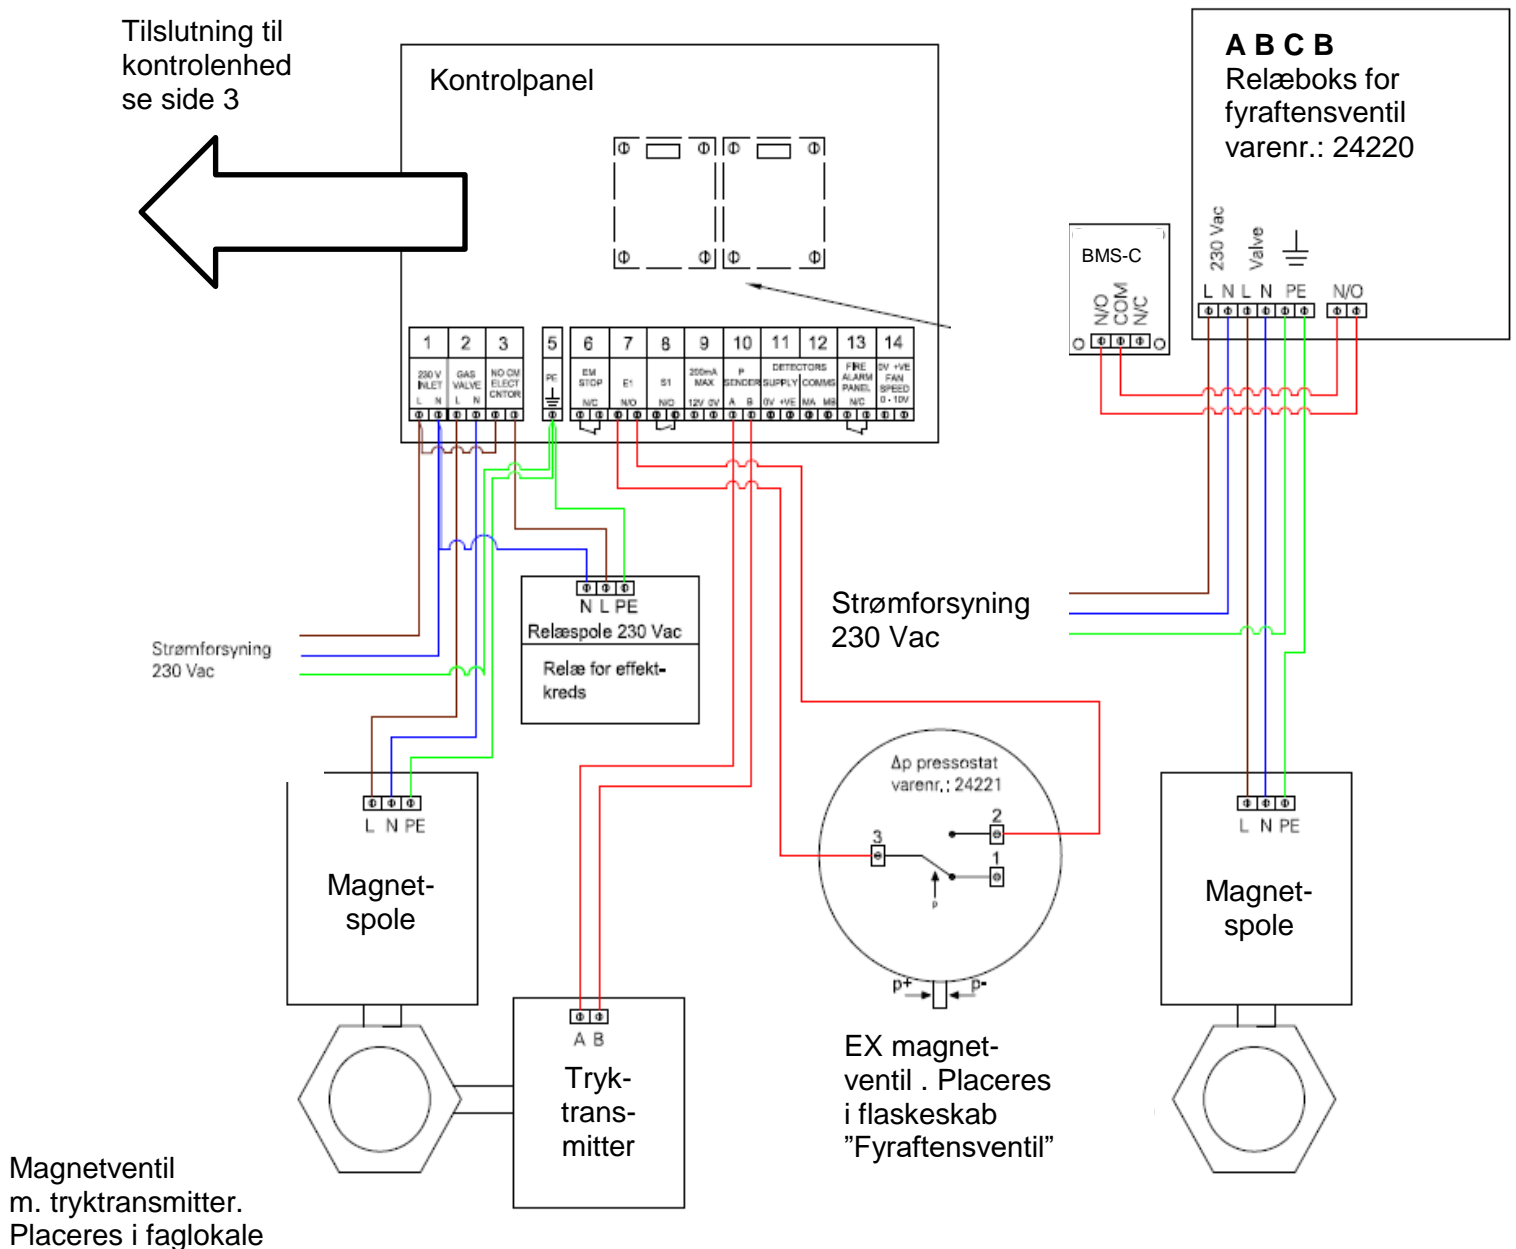 Tilslutning til
kontrolenhed
se side 3
Kontrolpanel
A B C B
Relæboks for
fyraftensventil
varenr.: 24220
230 Vac
Valve
L N L N PE N/O
BMS-C
N/O
COM
N/C
1 2 3 5 6 7 8 9 10 11 12 13 14
230 V
INLET
L N
GAS
VALVE
L N
NO CM
ELECT
CNTOR
PE
EM
STOP
N/C
E1
N/O
S1
N/O
200mA
MAX
12V 0V
P
SENDER
A B
DETECTORS
SUPPLY COMMS
0V +VE MA MB
FIRE
ALARM
PANEL
N/C
0V +VE
FAN
SPEED
0 - 10V
N L PE
Relæspole 230 Vac
Relæ for effekt-
kreds
Strømforsyning
230 Vac
Strømforsyning
230 Vac
Δp pressostat
varenr.: 24221
2
3
1
p
p+ p-
L N PE
Magnet-
spole
L N PE
Magnet-
spole
A B
Tryk-
trans-
mitter
EX magnet-
ventil . Placeres
i flaskeskab
”Fyraftensventil”
Magnetventil
m. tryktransmitter.
Placeres i faglokale